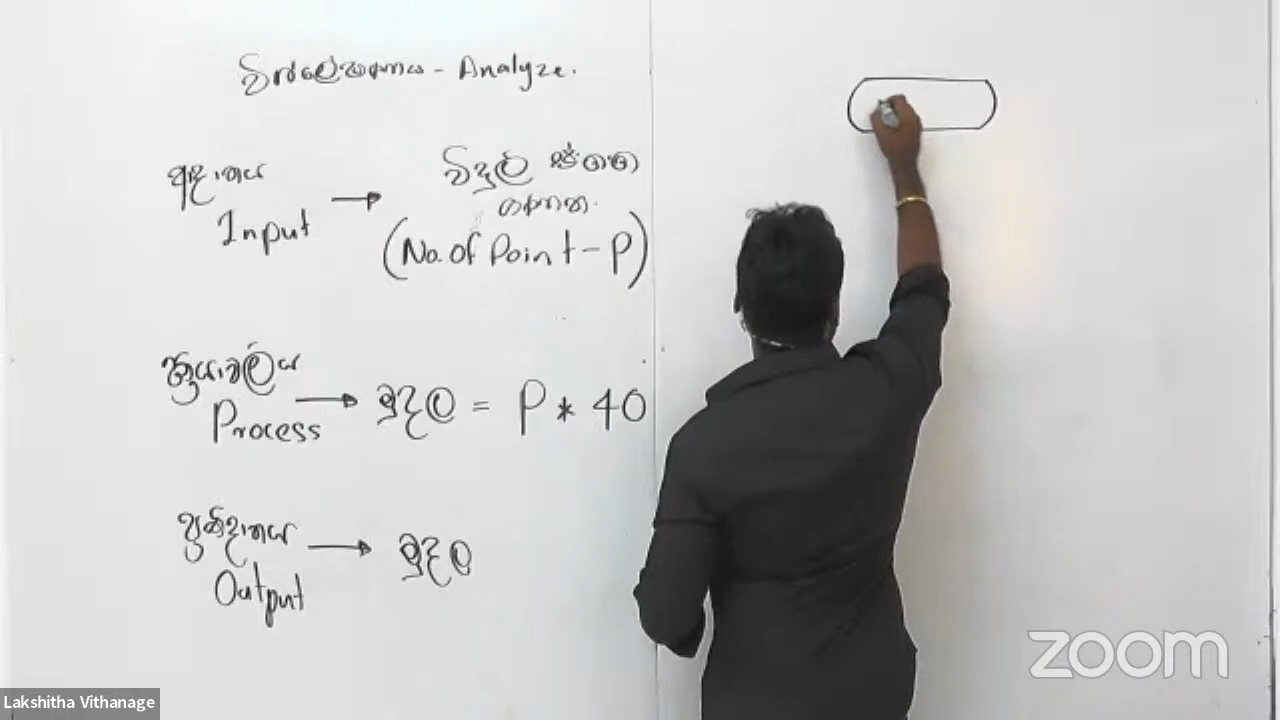 විශ්ලේෂණය - Analyze.
ආදානය
Input
විදුලි ඒකක
ගණන.
(No. of Point - P)
ක්‍රියාවලිය
Process
මුදල = P * 40
ප්‍රතිදානය
Output
මුදල
zoom
Lakshitha Vithanage